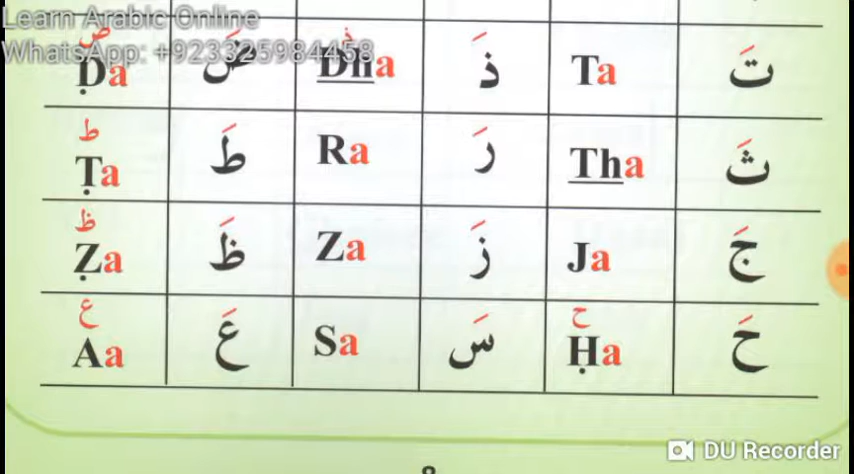 Learn Arabic Online
WhatsApp: +923325984458
ض
Ḍa ضَ ذ Dha ذَ Ta تَ
ط
Ṭa طَ Ra رَ Tha ثَ
ظ
Ẓa ظَ Za زَ Ja جَ
ع ح
Aa عَ Sa سَ Ḥa حَ
DU Recorder